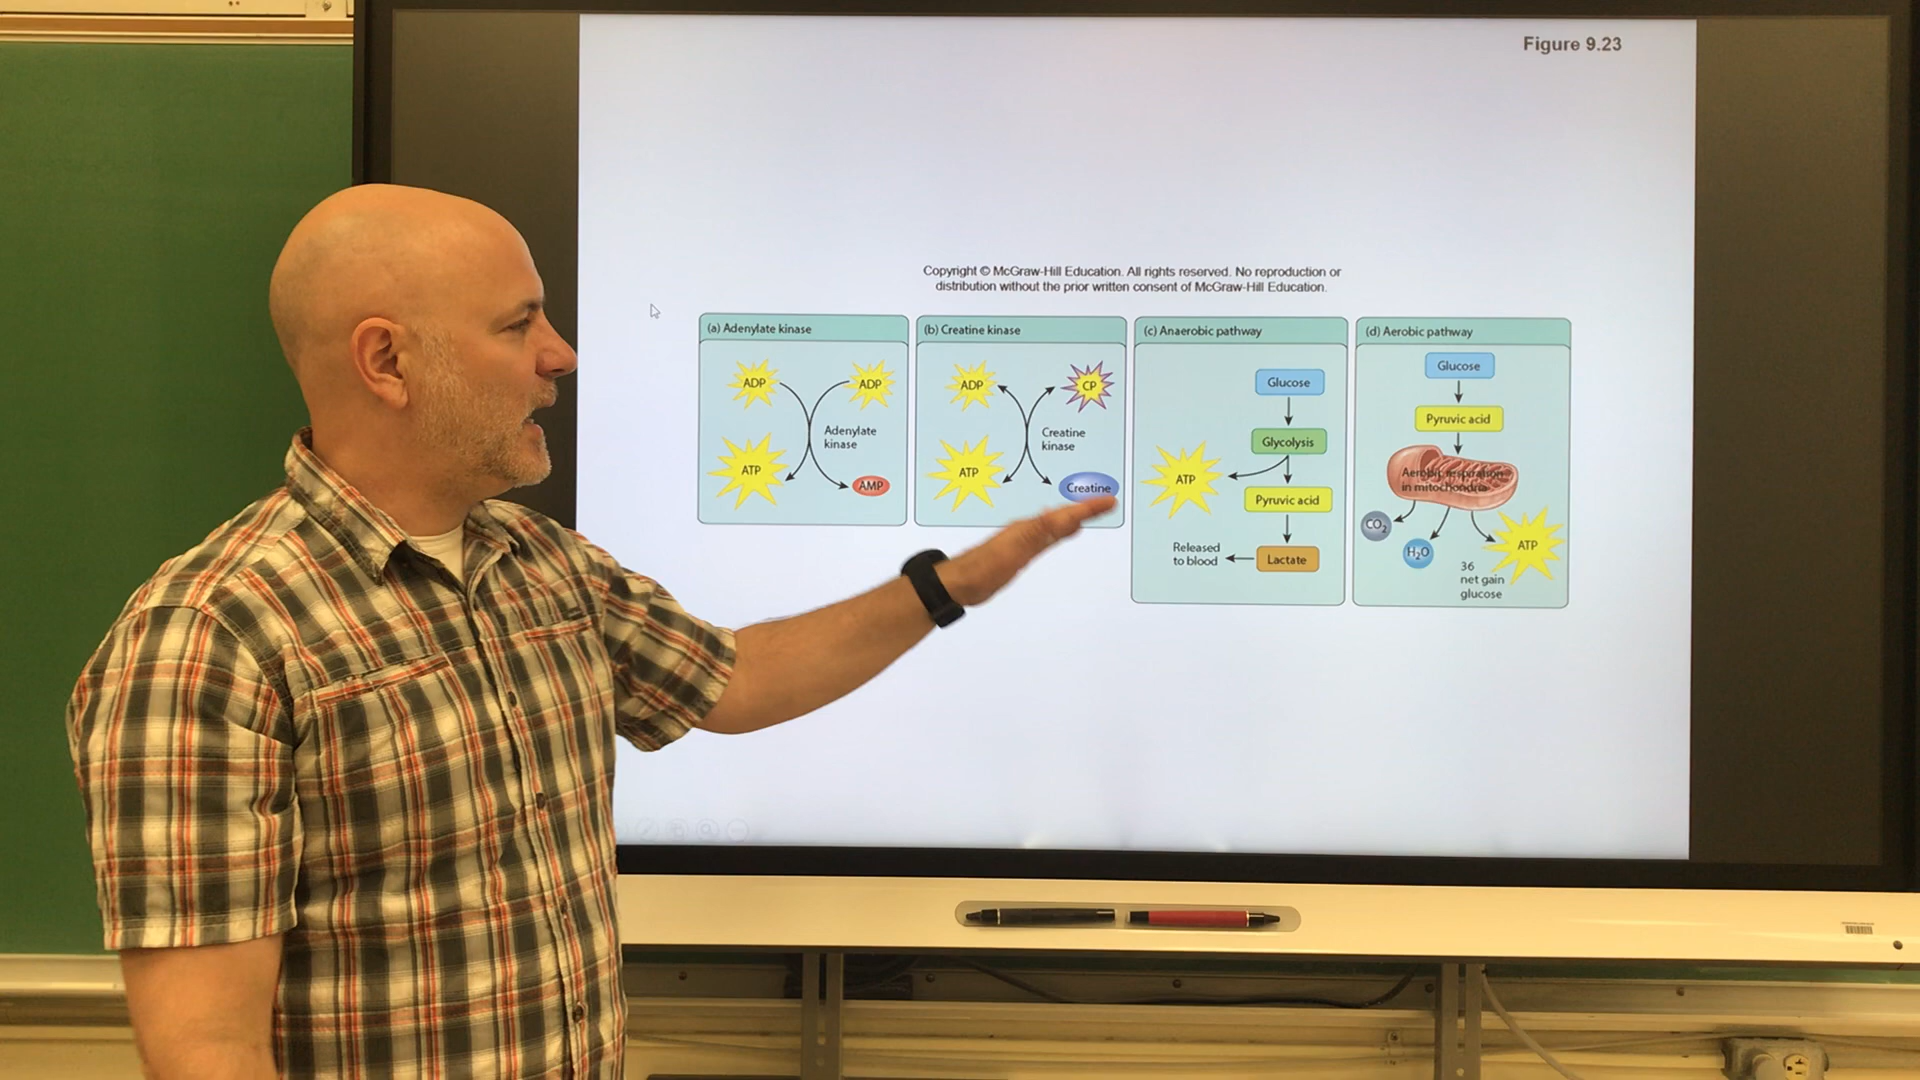 Figure 9.23
Copyright © McGraw-Hill Education. All rights reserved. No reproduction or
distribution without the prior written consent of McGraw-Hill Education.
(a) Adenylate kinase
ADP
ADP
Adenylate
kinase
ATP
AMP
(b) Creatine kinase
ADP
CP
Creatine
kinase
ATP
Creatine
(c) Anaerobic pathway
Glucose
Glycolysis
ATP
Pyruvic acid
Released
to blood
Lactate
(d) Aerobic pathway
Glucose
Pyruvic acid
Aerobic respiration
in mitochondria
CO₂
H₂O
ATP
36
net gain
glucose